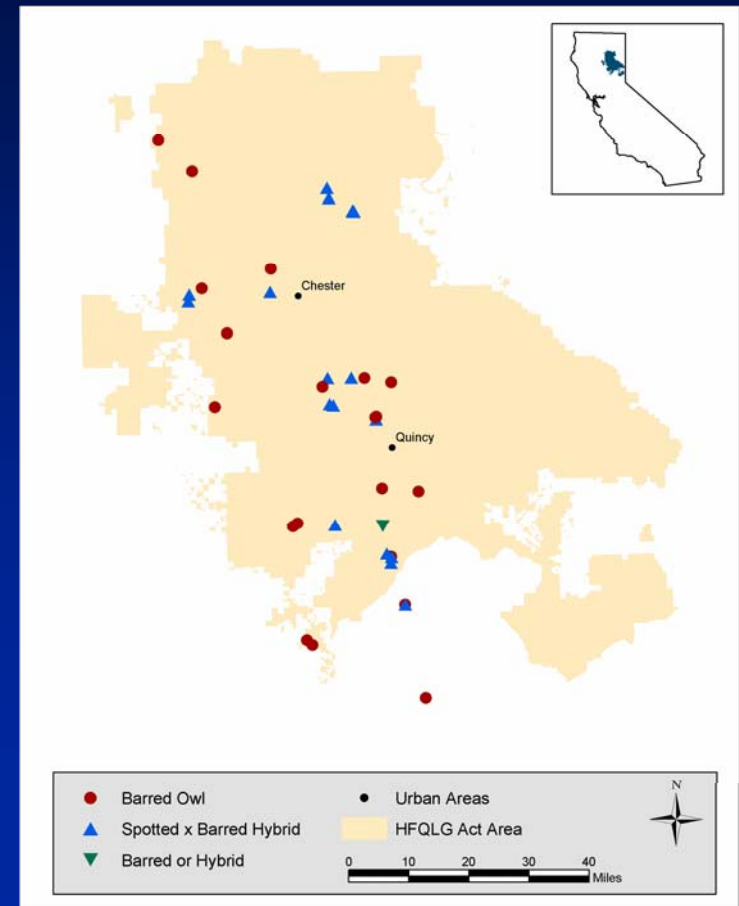 Chester
Quincy
Barred Owl
Urban Areas
N
Spotted x Barred Hybrid
HFQLG Act Area
Barred or Hybrid
0 10 20 30 40
Miles